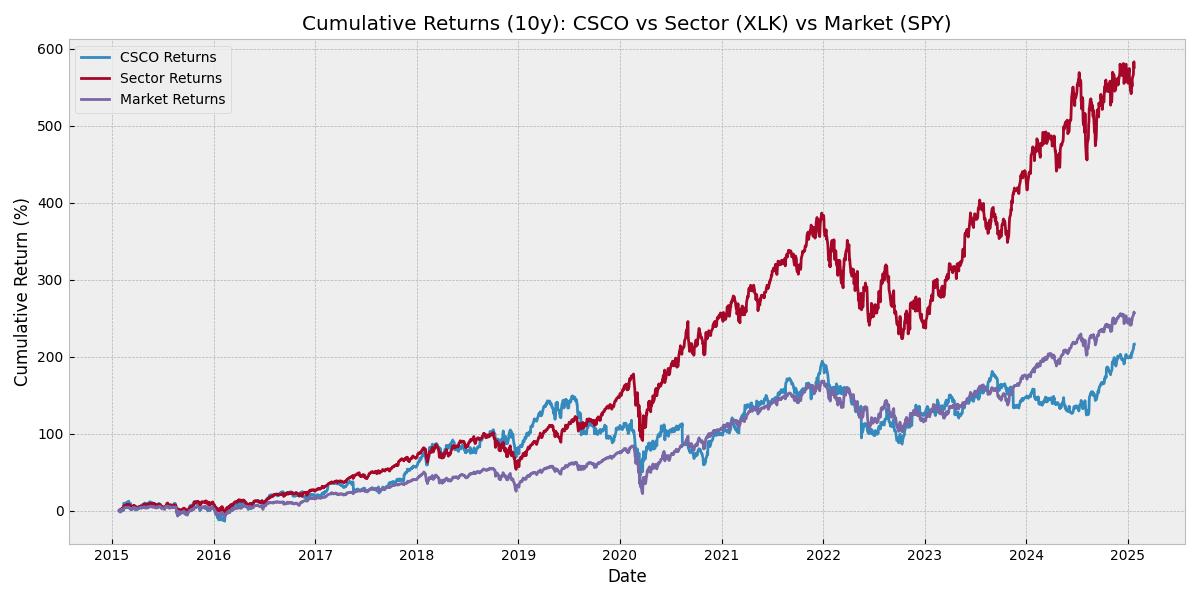 Cumulative Returns (10y): CSCO vs Sector (XLK) vs Market (SPY)
CSCO Returns
Sector Returns
Market Returns
Cumulative Return (%)
600
500
400
300
200
100
0
2015 2016 2017 2018 2019 2020 2021 2022 2023 2024 2025
Date